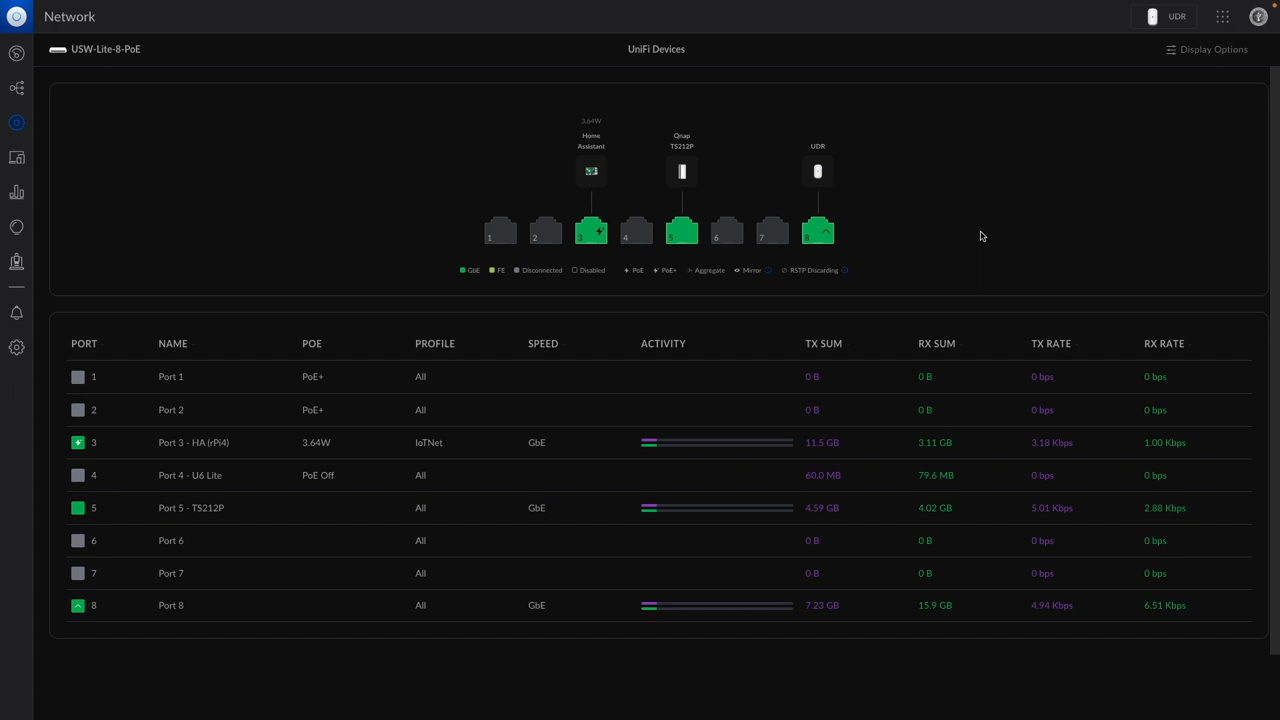 Network
UDR
USW-Lite-8-PoE
UniFi Devices
Display Options
3.64W
Home Assistant
Qnap TS212P
UDR
1 2 3 4 5 6 7 8
GbE FE Disconnected Disabled PoE PoE+ Aggregate Mirror RSTP Discarding
PORT NAME POE PROFILE SPEED ACTIVITY TX SUM RX SUM TX RATE RX RATE
1 Port 1 PoE+ All 0 B 0 B 0 bps 0 bps
2 Port 2 PoE+ All 0 B 0 B 0 bps 0 bps
3 Port 3 - HA (rPi4) 3.64W IoTNet GbE 11.5 GB 3.11 GB 3.18 Kbps 1.00 Kbps
4 Port 4 - U6 Lite PoE Off All 60.0 MB 79.6 MB 0 bps 0 bps
5 Port 5 - TS212P All GbE 4.59 GB 4.02 GB 5.01 Kbps 2.88 Kbps
6 Port 6 All 0 B 0 B 0 bps 0 bps
7 Port 7 All 0 B 0 B 0 bps 0 bps
8 Port 8 All GbE 7.23 GB 15.9 GB 4.94 Kbps 6.51 Kbps